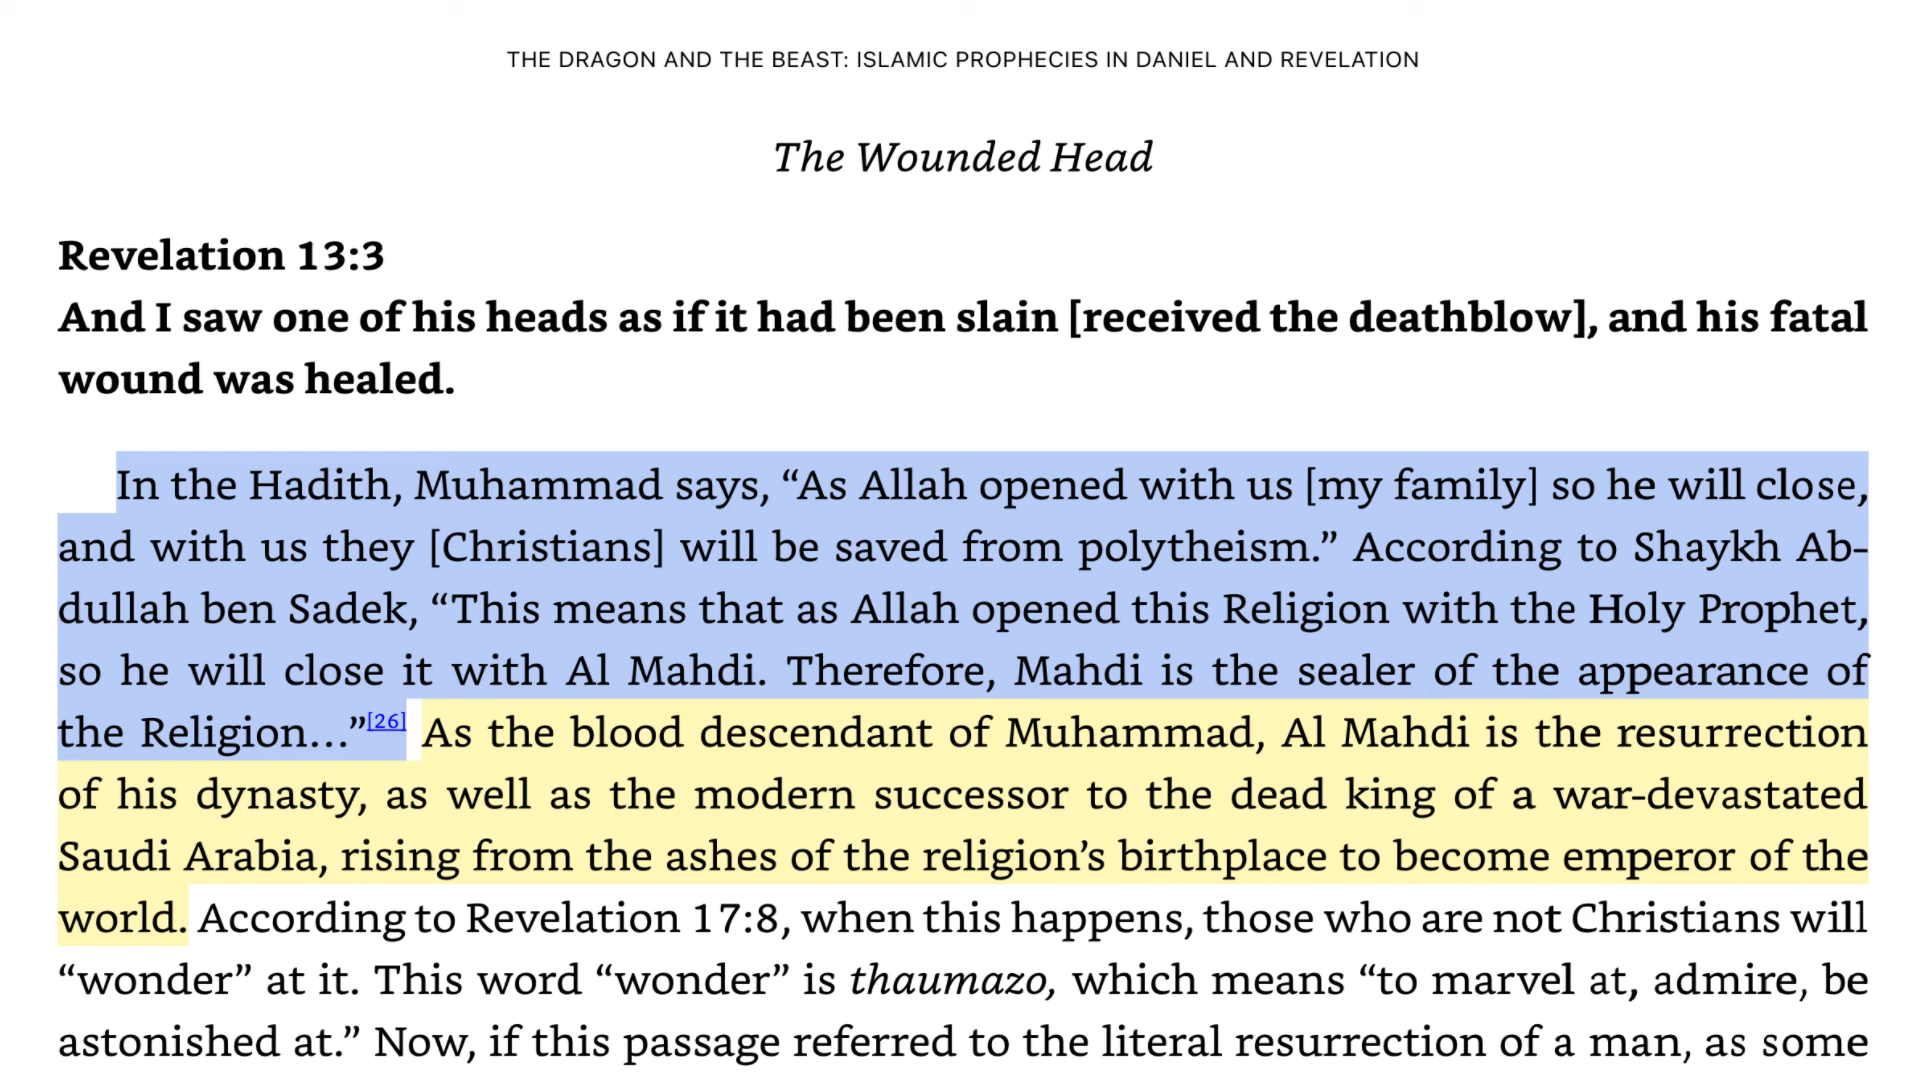 THE DRAGON AND THE BEAST: ISLAMIC PROPHECIES IN DANIEL AND REVELATION
The Wounded Head
Revelation 13:3
And I saw one of his heads as if it had been slain [received the deathblow], and his fatal
wound was healed.
In the Hadith, Muhammad says, “As Allah opened with us [my family] so he will close,
and with us they [Christians] will be saved from polytheism.” According to Shaykh Ab-
dullah ben Sadek, “This means that as Allah opened this Religion with the Holy Prophet,
so he will close it with Al Mahdi. Therefore, Mahdi is the sealer of the appearance of
the Religion…”[26] As the blood descendant of Muhammad, Al Mahdi is the resurrection
of his dynasty, as well as the modern successor to the dead king of a war-devastated
Saudi Arabia, rising from the ashes of the religion’s birthplace to become emperor of the
world. According to Revelation 17:8, when this happens, those who are not Christians will
“wonder” at it. This word “wonder” is thaumazo, which means “to marvel at, admire, be
astonished at.” Now, if this passage referred to the literal resurrection of a man, as some